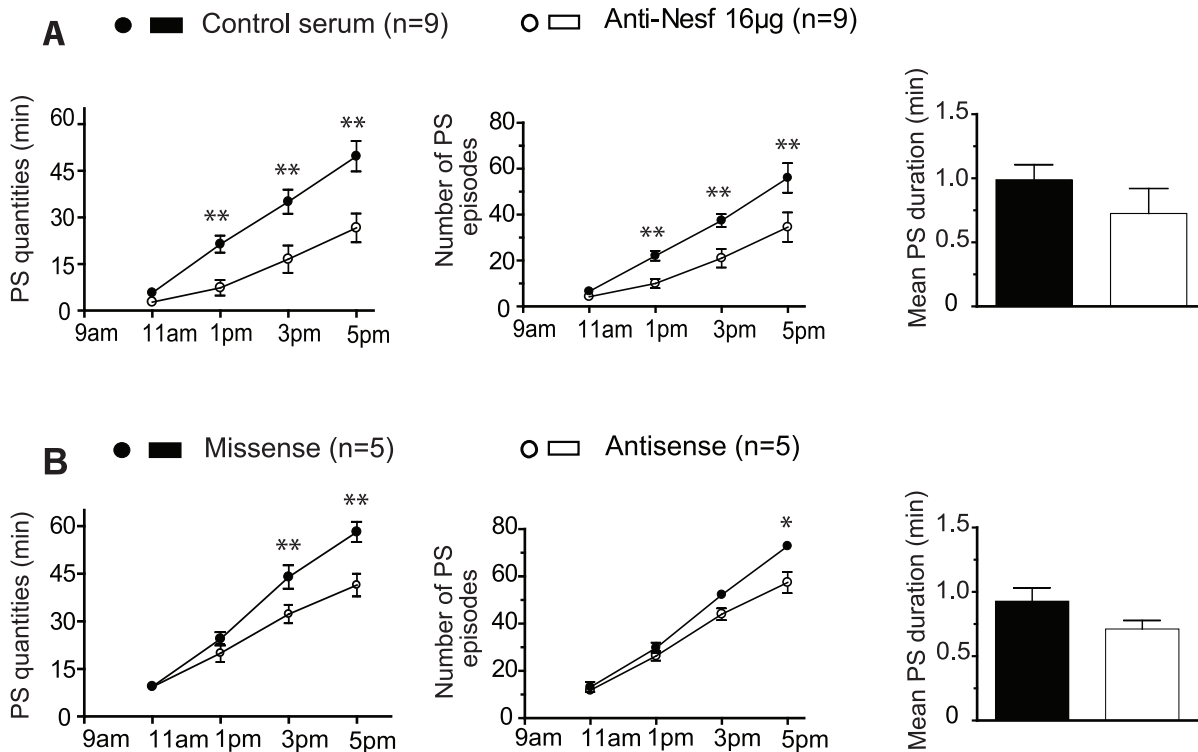 A
Control serum (n=9)
Anti-Nesf 16µg (n=9)
PS quantities (min)
60
45
30
15
0
9am 11am 1pm 3pm 5pm
** ** **
Number of PS
episodes
80
60
40
20
0
9am 11am 1pm 3pm 5pm
** ** **
Mean PS duration (min)
1.5
1.0
0.5
0
B
Missense (n=5)
Antisense (n=5)
PS quantities (min)
60
45
30
15
0
9am 11am 1pm 3pm 5pm
** **
Number of PS
episodes
80
60
40
20
0
9am 11am 1pm 3pm 5pm
*
Mean PS duration (min)
1.5
1.0
0.5
0